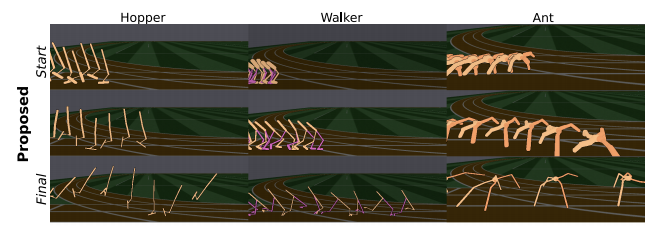 Hopper Walker Ant
Start
Proposed
Final